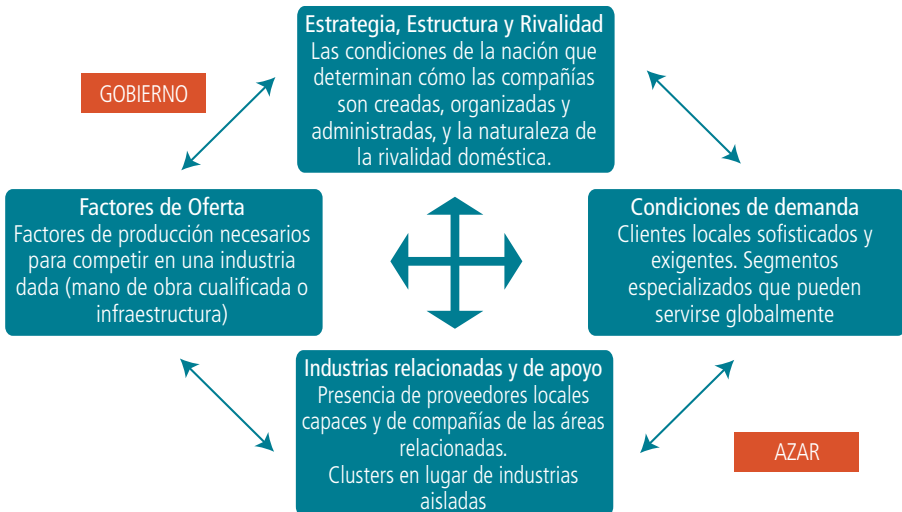 Estrategia, Estructura y Rivalidad
Las condiciones de la nación que
determinan cómo las compañías
son creadas, organizadas y
administradas, y la naturaleza de
la rivalidad doméstica.
GOBIERNO
Factores de Oferta
Factores de producción necesarios
para competir en una industria
dada (mano de obra cualificada o
infraestructura)
Condiciones de demanda
Clientes locales sofisticados y
exigentes. Segmentos
especializados que pueden
servirse globalmente
Industrias relacionadas y de apoyo
Presencia de proveedores locales
capaces y de compañías de las áreas
relacionadas.
Clusters en lugar de industrias
aisladas
AZAR